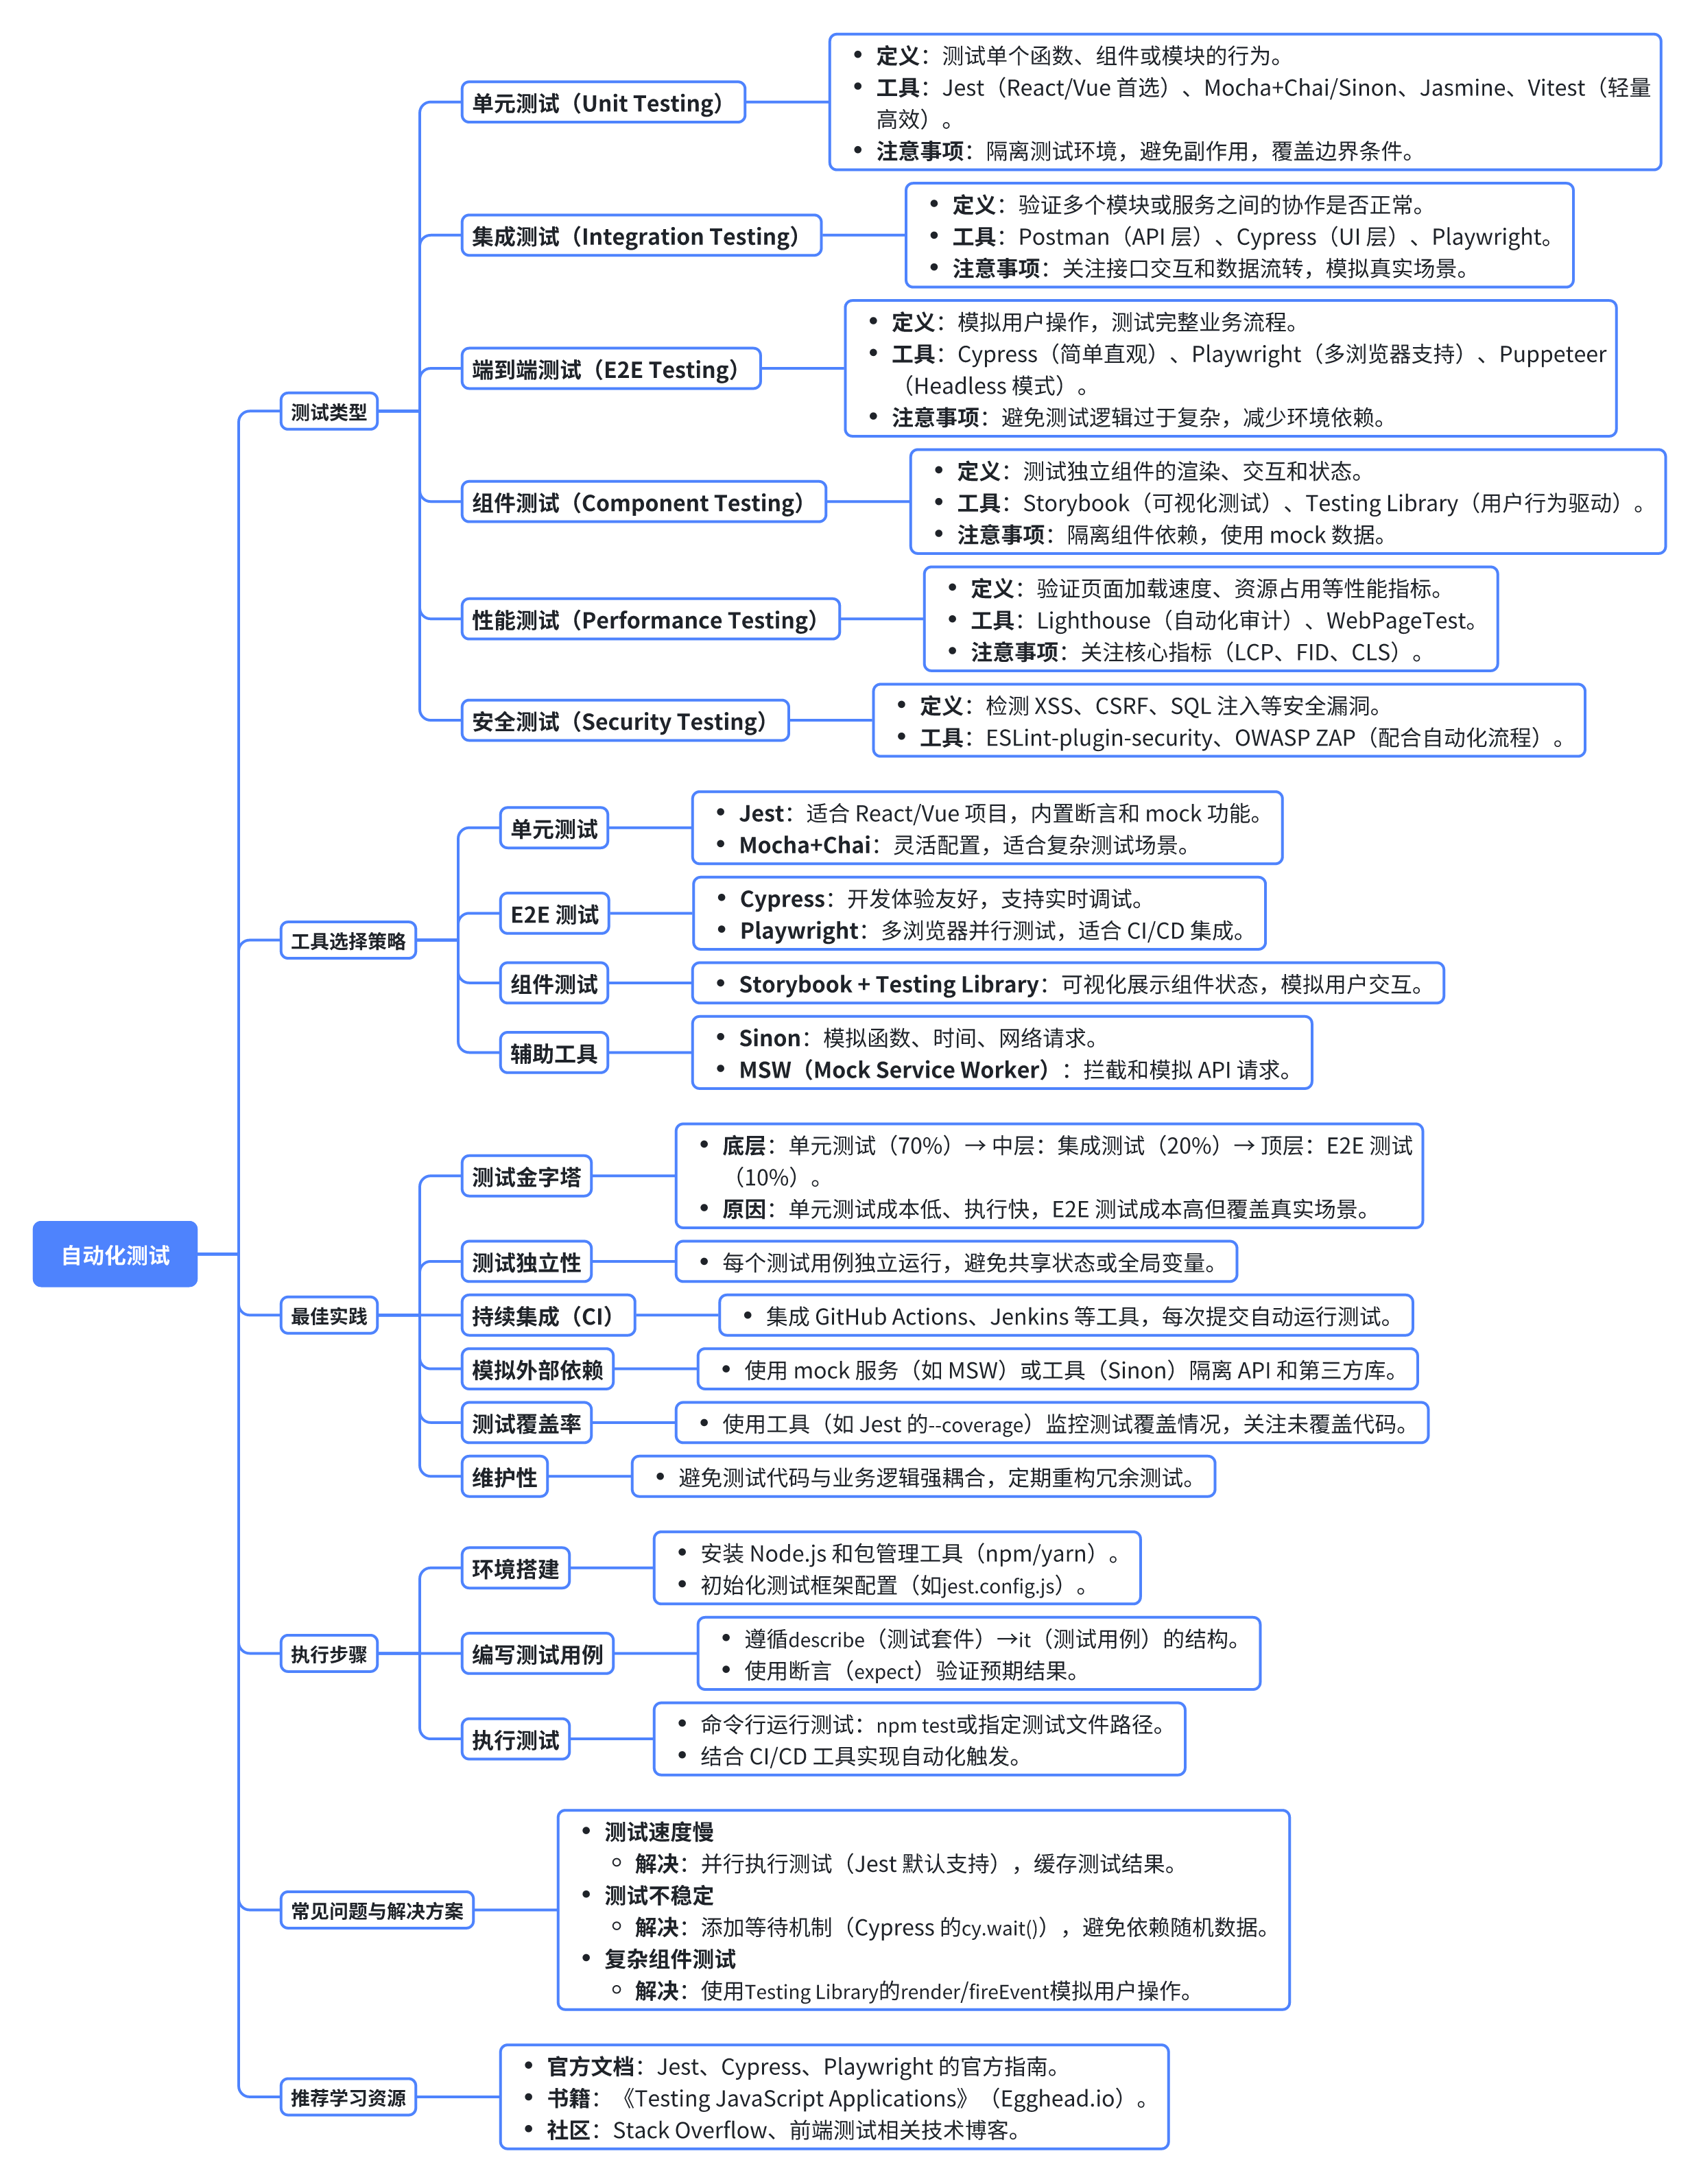 自动化测试
测试类型
单元测试（Unit Testing）
• 定义：测试单个函数、组件或模块的行为。
• 工具：Jest（React/Vue 首选）、Mocha+Chai/Sinon、Jasmine、Vitest（轻量
高效）。
• 注意事项：隔离测试环境，避免副作用，覆盖边界条件。
集成测试（Integration Testing）
• 定义：验证多个模块或服务之间的协作是否正常。
• 工具：Postman（API 层）、Cypress（UI 层）、Playwright。
• 注意事项：关注接口交互和数据流转，模拟真实场景。
端到端测试（E2E Testing）
• 定义：模拟用户操作，测试完整业务流程。
• 工具：Cypress（简单直观）、Playwright（多浏览器支持）、Puppeteer
（Headless 模式）。
• 注意事项：避免测试逻辑过于复杂，减少环境依赖。
组件测试（Component Testing）
• 定义：测试独立组件的渲染、交互和状态。
• 工具：Storybook（可视化测试）、Testing Library（用户行为驱动）。
• 注意事项：隔离组件依赖，使用 mock 数据。
性能测试（Performance Testing）
• 定义：验证页面加载速度、资源占用等性能指标。
• 工具：Lighthouse（自动化审计）、WebPageTest。
• 注意事项：关注核心指标（LCP、FID、CLS）。
安全测试（Security Testing）
• 定义：检测 XSS、CSRF、SQL 注入等安全漏洞。
• 工具：ESLint-plugin-security、OWASP ZAP（配合自动化流程）。
工具选择策略
单元测试
• Jest：适合 React/Vue 项目，内置断言和 mock 功能。
• Mocha+Chai：灵活配置，适合复杂测试场景。
E2E 测试
• Cypress：开发体验友好，支持实时调试。
• Playwright：多浏览器并行测试，适合 CI/CD 集成。
组件测试
• Storybook + Testing Library：可视化展示组件状态，模拟用户交互。
辅助工具
• Sinon：模拟函数、时间、网络请求。
• MSW（Mock Service Worker）：拦截和模拟 API 请求。
最佳实践
测试金字塔
• 底层：单元测试（70%）→ 中层：集成测试（20%）→ 顶层：E2E 测试
（10%）。
• 原因：单元测试成本低、执行快，E2E 测试成本高但覆盖真实场景。
测试独立性
• 每个测试用例独立运行，避免共享状态或全局变量。
持续集成（CI）
• 集成 GitHub Actions、Jenkins 等工具，每次提交自动运行测试。
模拟外部依赖
• 使用 mock 服务（如 MSW）或工具（Sinon）隔离 API 和第三方库。
测试覆盖率
• 使用工具（如 Jest 的--coverage）监控测试覆盖情况，关注未覆盖代码。
维护性
• 避免测试代码与业务逻辑强耦合，定期重构冗余测试。
执行步骤
环境搭建
• 安装 Node.js 和包管理工具（npm/yarn）。
• 初始化测试框架配置（如jest.config.js）。
编写测试用例
• 遵循describe（测试套件）→it（测试用例）的结构。
• 使用断言（expect）验证预期结果。
执行测试
• 命令行运行测试：npm test或指定测试文件路径。
• 结合 CI/CD 工具实现自动化触发。
常见问题与解决方案
• 测试速度慢
◦ 解决：并行执行测试（Jest 默认支持），缓存测试结果。
• 测试不稳定
◦ 解决：添加等待机制（Cypress 的cy.wait()），避免依赖随机数据。
• 复杂组件测试
◦ 解决：使用Testing Library的render/fireEvent模拟用户操作。
推荐学习资源
• 官方文档：Jest、Cypress、Playwright 的官方指南。
• 书籍：《Testing JavaScript Applications》（Egghead.io）。
• 社区：Stack Overflow、前端测试相关技术博客。